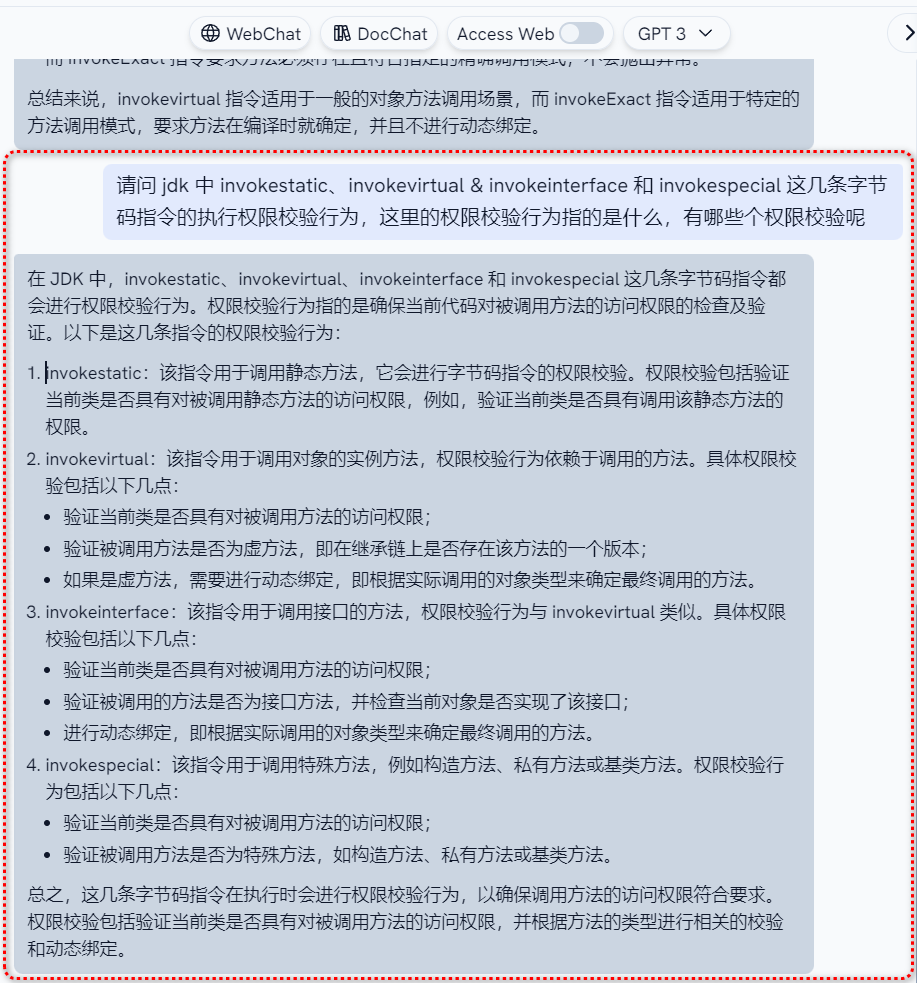 WebChat DocChat Access Web GPT 3
而 invokeExact 指令要求方法必须存在且符合指定的精确调用模式，不会抛出异常。
总结来说，invokevirtual 指令适用于一般的对象方法调用场景，而 invokeExact 指令适用于特定的
方法调用模式，要求方法在编译时就确定，并且不进行动态绑定。
请问 jdk 中 invokestatic、invokevirtual & invokeinterface 和 invokespecial 这几条字节
码指令的执行权限校验行为，这里的权限校验行为指的是什么，有哪些个权限校验呢
在 JDK 中，invokestatic、invokevirtual、invokeinterface 和 invokespecial 这几条字节码指令都
会进行权限校验行为。权限校验行为指的是确保当前代码对被调用方法的访问权限的检查及验
证。以下是这几条指令的权限校验行为：
1. invokestatic：该指令用于调用静态方法，它会进行字节码指令的权限校验。权限校验包括验证
当前类是否具有对被调用静态方法的访问权限，例如，验证当前类是否具有调用该静态方法的
权限。
2. invokevirtual：该指令用于调用对象的实例方法，权限校验行为依赖于调用的方法。具体权限校
验包括以下几点：
• 验证当前类是否具有对被调用方法的访问权限；
• 验证被调用方法是否为虚方法，即在继承链上是否存在该方法的一个版本；
• 如果是虚方法，需要进行动态绑定，即根据实际调用的对象类型来确定最终调用的方法。
3. invokeinterface：该指令用于调用接口的方法，权限校验行为与 invokevirtual 类似。具体权限
校验包括以下几点：
• 验证当前类是否具有对被调用方法的访问权限；
• 验证被调用的方法是否为接口方法，并检查当前对象是否实现了该接口；
• 进行动态绑定，即根据实际调用的对象类型来确定最终调用的方法。
4. invokespecial：该指令用于调用特殊方法，例如构造方法、私有方法或基类方法。权限校验行
为包括以下几点：
• 验证当前类是否具有对被调用方法的访问权限；
• 验证被调用方法是否为特殊方法，如构造方法、私有方法或基类方法。
总之，这几条字节码指令在执行时会进行权限校验行为，以确保调用方法的访问权限符合要求。
权限校验包括验证当前类是否具有对被调用方法的访问权限，并根据方法的类型进行相关的校验
和动态绑定。